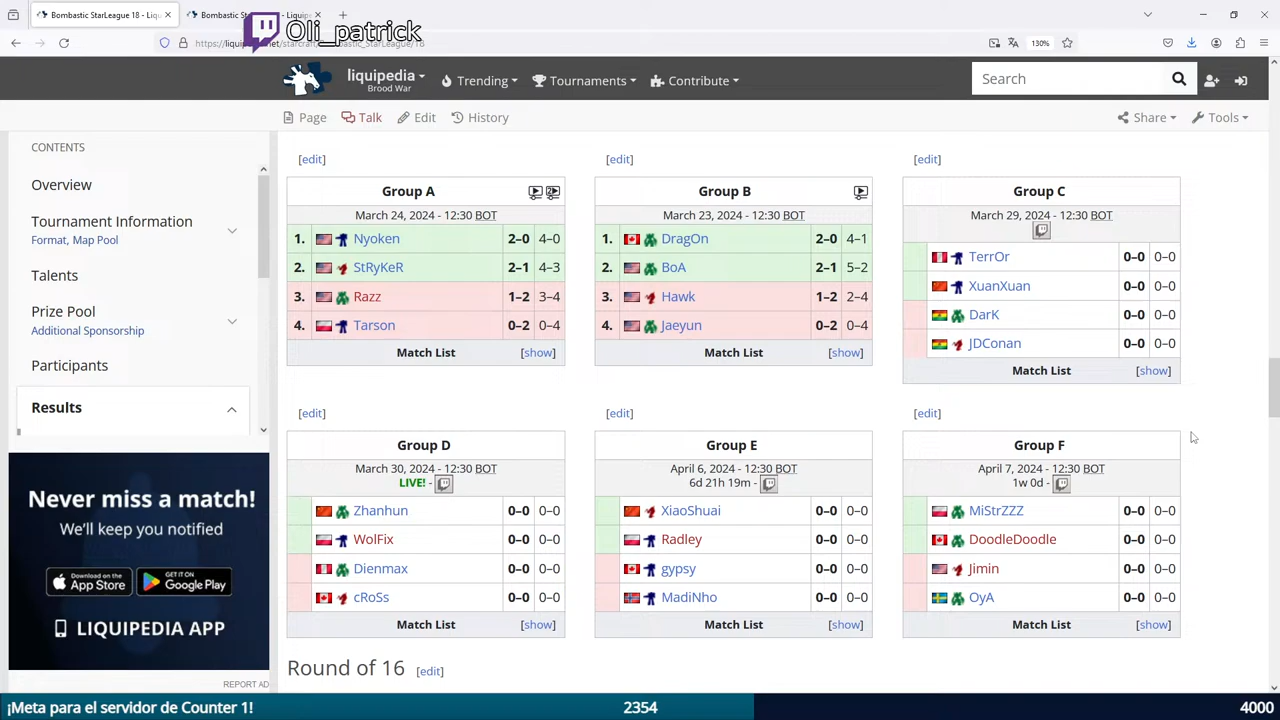 Bombastic StarLeague 18 - Liqu
Bombastic St
Liquip
Oli_patrick
130%
liquipedia
Brood War
Trending
Tournaments
Contribute
Search
Page
Talk
Edit
History
Share
Tools
CONTENTS
Overview
Tournament Information
Format, Map Pool
Talents
Prize Pool
Additional Sponsorship
Participants
Results
Never miss a match!
We'll keep you notified
Download on the
App Store
GET IT ON
Google Play
LIQUIPEDIA APP
REPORT AD
[edit]
Group A
March 24, 2024 - 12:30 BOT
1. Nyoken 2–0 4–0
2. StRyKeR 2–1 4–3
3. Razz 1–2 3–4
4. Tarson 0–2 0–4
Match List [show]
[edit]
Group B
March 23, 2024 - 12:30 BOT
1. DragOn 2–0 4–1
2. BoA 2–1 5–2
3. Hawk 1–2 2–4
4. Jaeyun 0–2 0–4
Match List [show]
[edit]
Group C
March 29, 2024 - 12:30 BOT
TerrOr 0–0 0–0
XuanXuan 0–0 0–0
DarK 0–0 0–0
JDConan 0–0 0–0
Match List [show]
[edit]
Group D
March 30, 2024 - 12:30 BOT
LIVE! -
Zhanhun 0–0 0–0
WolFix 0–0 0–0
Dienmax 0–0 0–0
cRoSs 0–0 0–0
Match List [show]
[edit]
Group E
April 6, 2024 - 12:30 BOT
6d 21h 19m -
XiaoShuai 0–0 0–0
Radley 0–0 0–0
gypsy 0–0 0–0
MadiNho 0–0 0–0
Match List [show]
[edit]
Group F
April 7, 2024 - 12:30 BOT
1w 0d -
MiStrZZZ 0–0 0–0
DoodleDoodle 0–0 0–0
Jimin 0–0 0–0
OyA 0–0 0–0
Match List [show]
Round of 16 [edit]
¡Meta para el servidor de Counter 1!
2354
4000